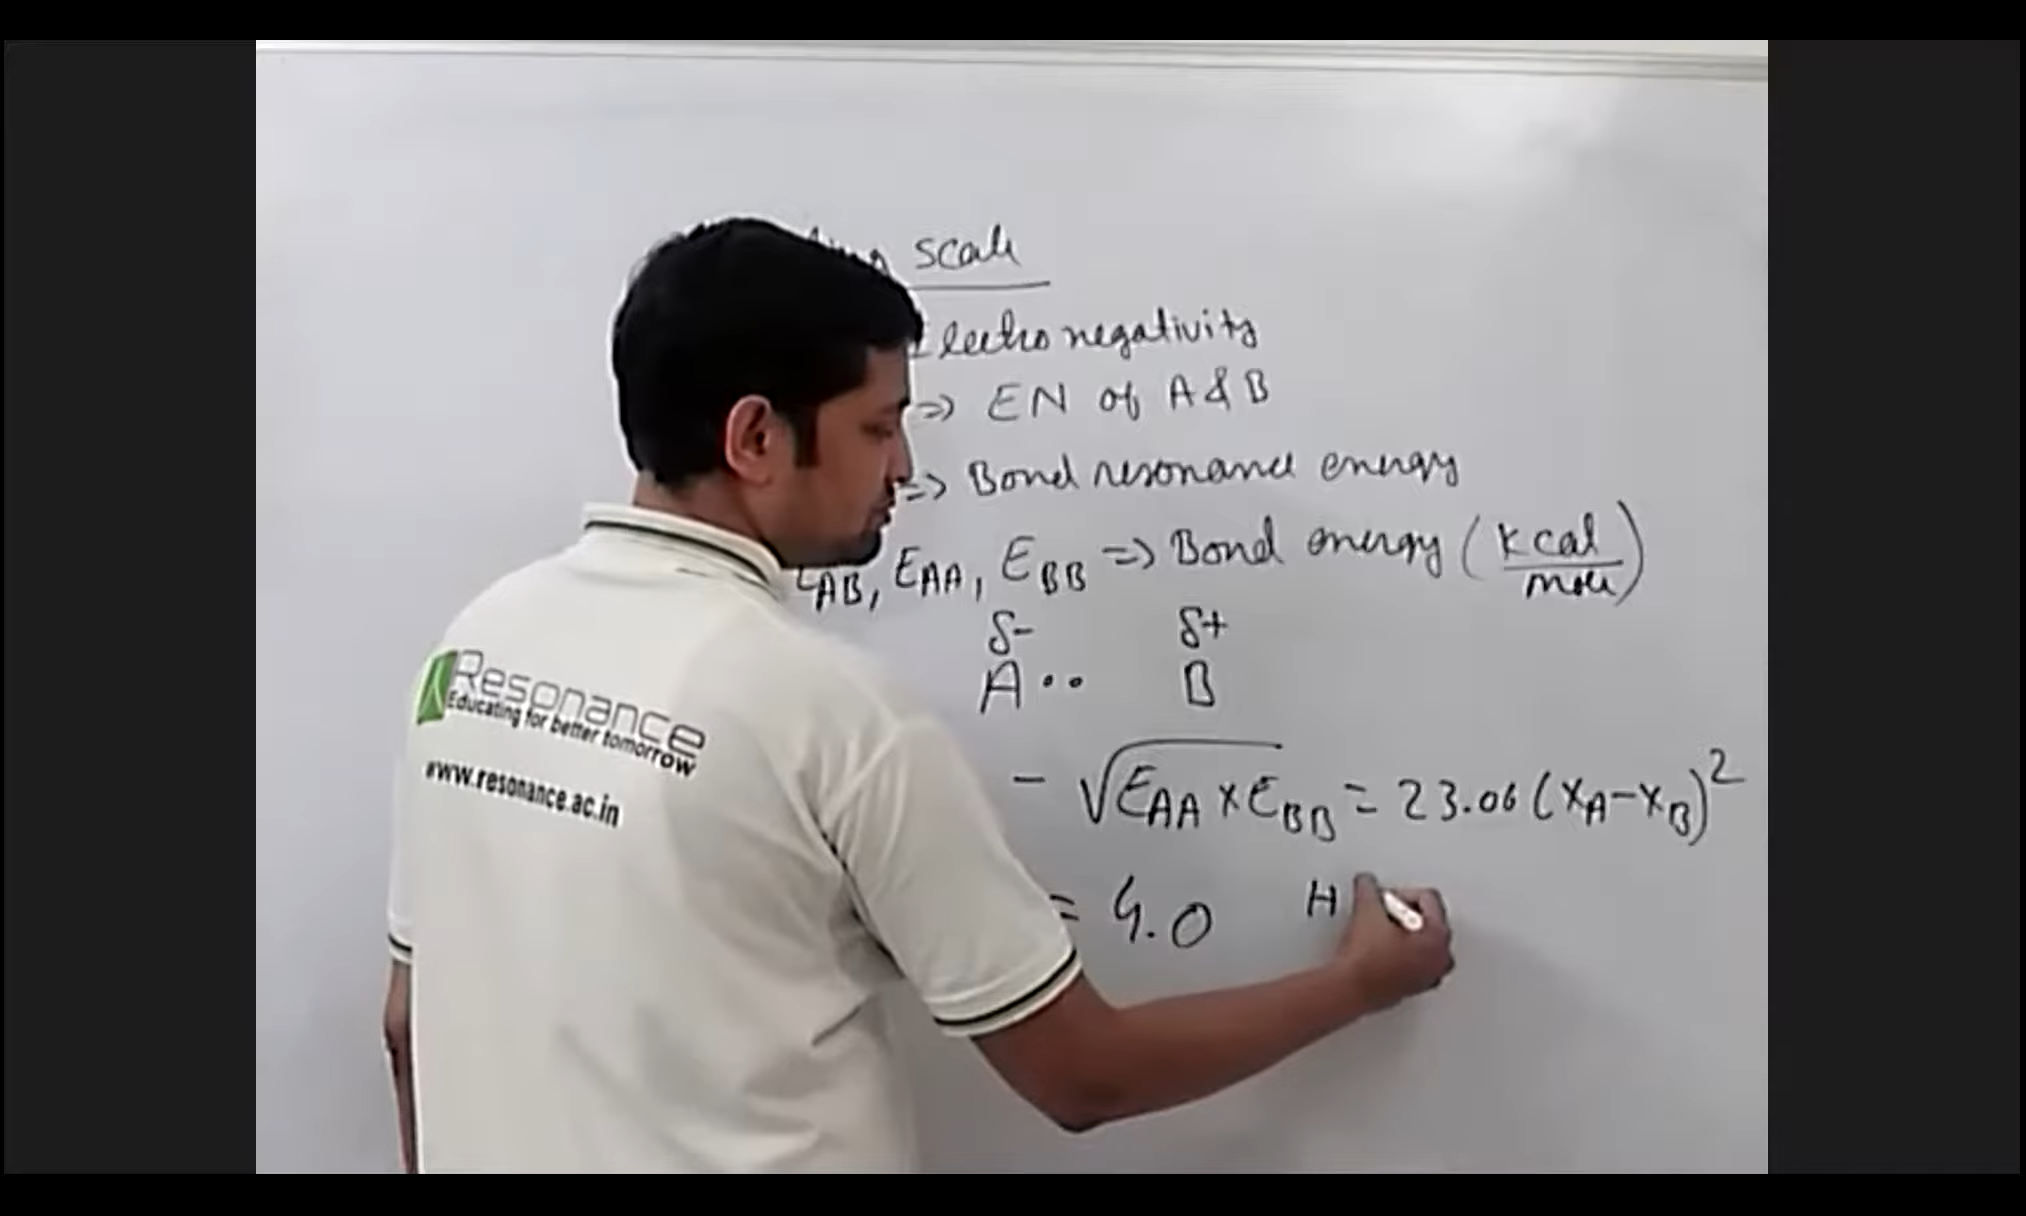 scale
Electronegativity
=> EN of A & B
=> Bond resonance energy
EAB, EAA, EBB => Bond energy (kcal/mole)
δ- δ+
A •• B
- √EAA × EBB = 23.06 (XA - XB)²
= 4.0 H
Resonance
Educating for better tomorrow
www.resonance.ac.in